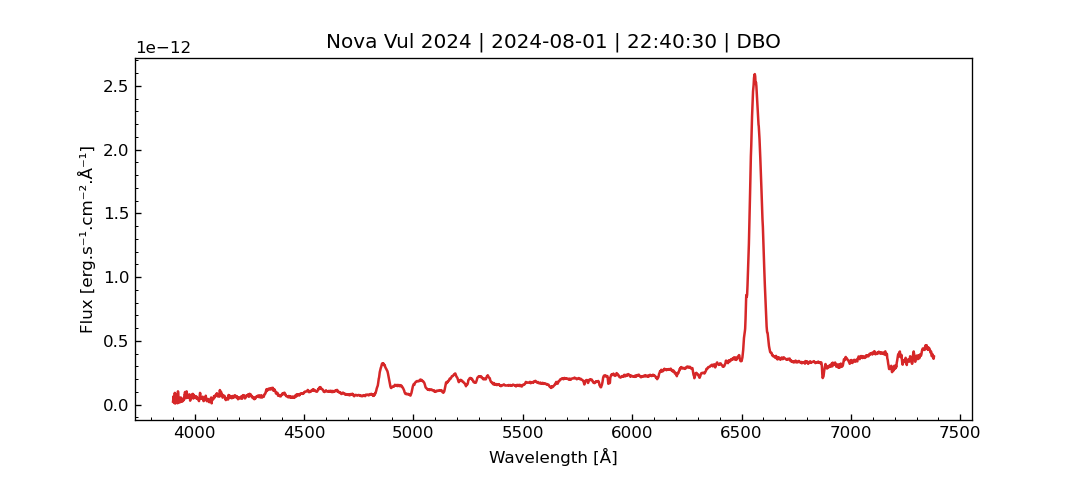 Nova Vul 2024 | 2024-08-01 | 22:40:30 | DBO
1e−12
2.5
2.0
1.5
1.0
0.5
0.0
Flux [erg.s⁻¹.cm⁻².Å⁻¹]
4000 4500 5000 5500 6000 6500 7000 7500
Wavelength [Å]